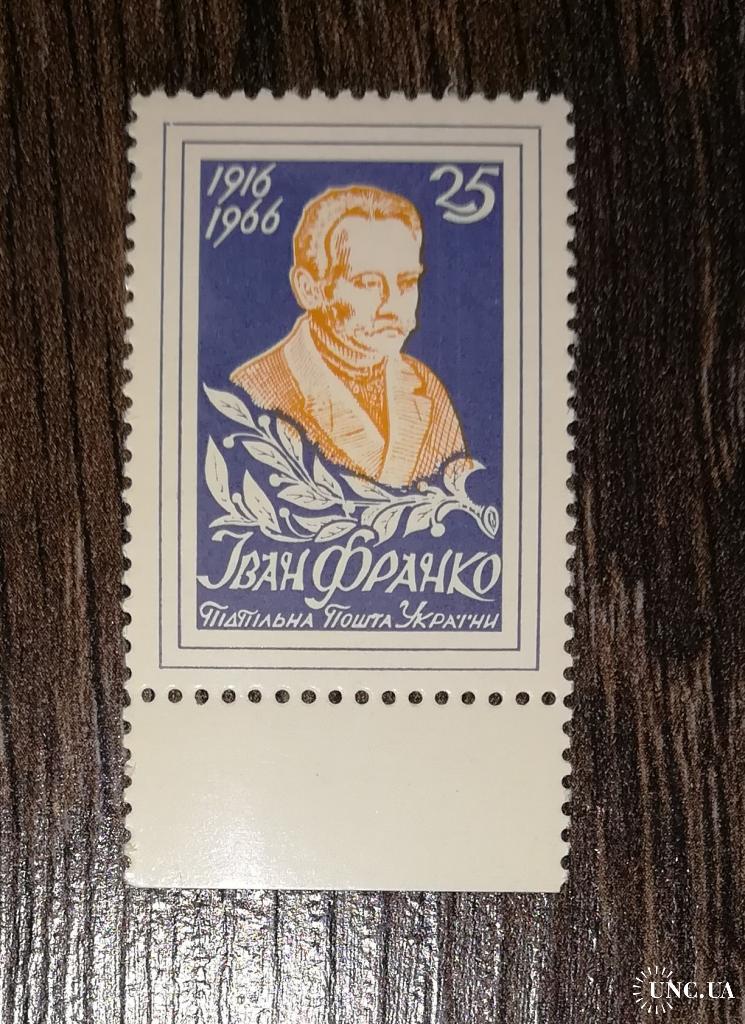 1916
1966
25
Іван Франко
Підпільна Пошта України
UNC.UA